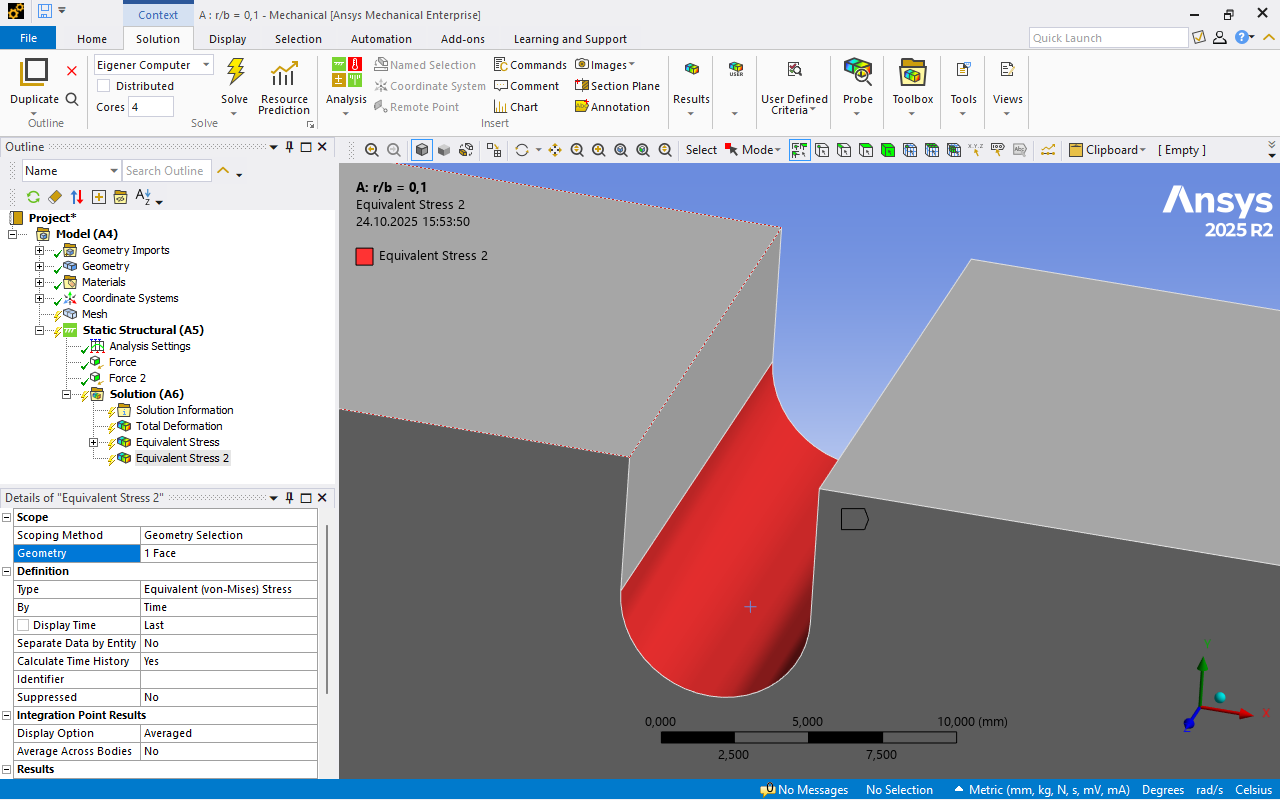 Context
A : r/b = 0,1 - Mechanical [Ansys Mechanical Enterprise]
File Home Solution Display Selection Automation Add-ons Learning and Support
Quick Launch
Duplicate
Outline
Eigener Computer
Distributed
Cores 4
Solve
Resource
Prediction
Solve
Analysis
Named Selection
Coordinate System
Remote Point
Commands
Comment
Chart
Images
Section Plane
Annotation
Insert
Results
USER
User Defined
Criteria
Probe
Toolbox
Tools
Views
Outline
Name Search Outline
Select Mode Clipboard [ Empty ]
Project*
Model (A4)
Geometry Imports
Geometry
Materials
Coordinate Systems
Mesh
Static Structural (A5)
Analysis Settings
Force
Force 2
Solution (A6)
Solution Information
Total Deformation
Equivalent Stress
Equivalent Stress 2
Details of "Equivalent Stress 2"
Scope
Scoping Method Geometry Selection
Geometry 1 Face
Definition
Type Equivalent (von-Mises) Stress
By Time
Display Time Last
Separate Data by Entity No
Calculate Time History Yes
Identifier
Suppressed No
Integration Point Results
Display Option Averaged
Average Across Bodies No
Results
A: r/b = 0,1
Equivalent Stress 2
24.10.2025 15:53:50
Equivalent Stress 2
Ansys
2025 R2
0,000 5,000 10,000 (mm)
2,500 7,500
Y
X
Z
0 No Messages No Selection Metric (mm, kg, N, s, mV, mA) Degrees rad/s Celsius